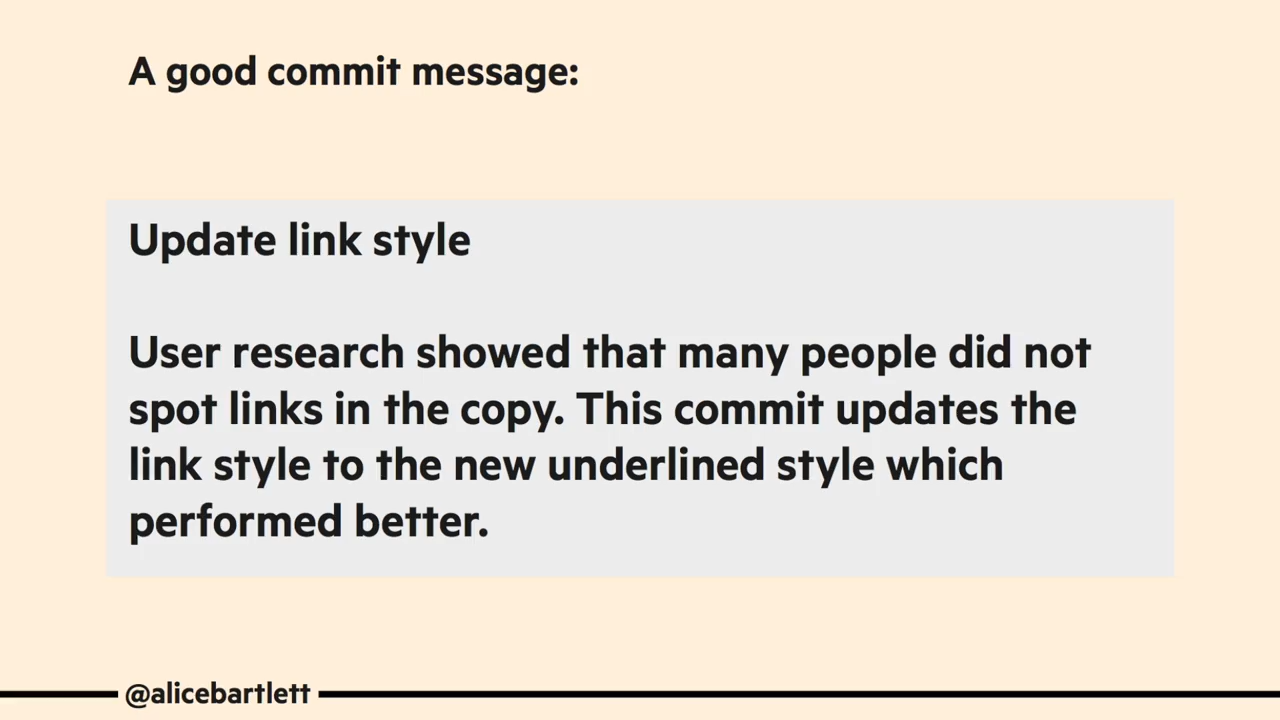 A good commit message:
Update link style
User research showed that many people did not
spot links in the copy. This commit updates the
link style to the new underlined style which
performed better.
@alicebartlett